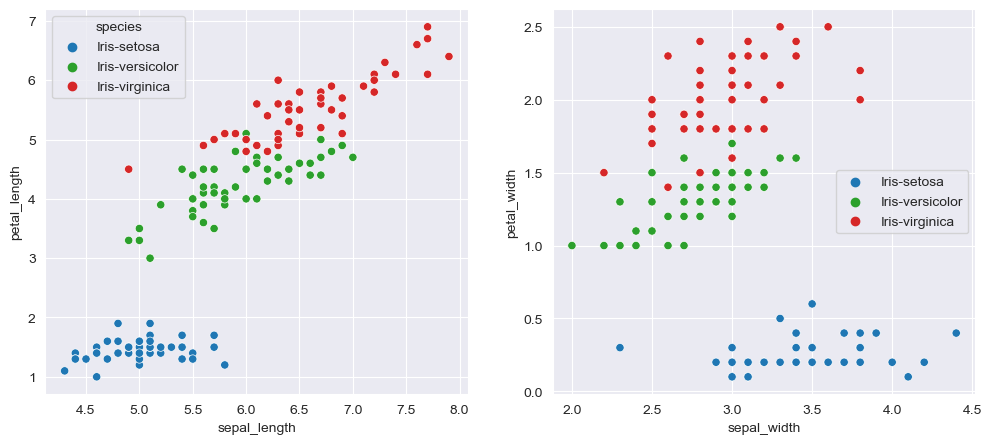 species
Iris-setosa
Iris-versicolor
Iris-virginica
7
6
5
4
3
2
1
petal_length
4.5 5.0 5.5 6.0 6.5 7.0 7.5 8.0
sepal_length
2.5
2.0
1.5
1.0
0.5
0.0
petal_width
Iris-setosa
Iris-versicolor
Iris-virginica
2.0 2.5 3.0 3.5 4.0 4.5
sepal_width